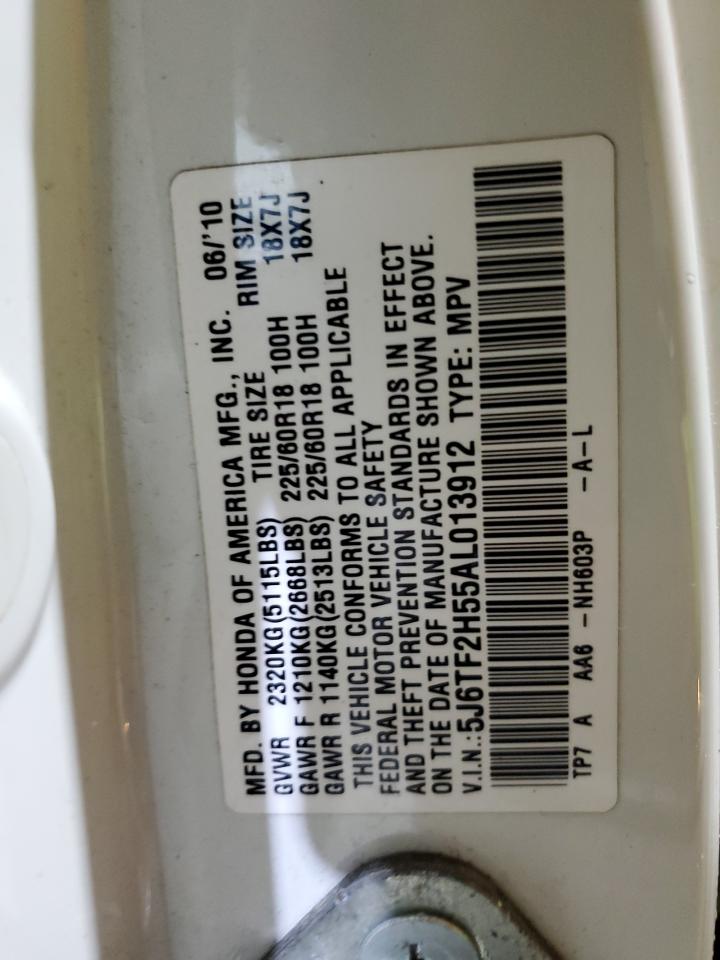 MFD. BY HONDA OF AMERICA MFG., INC. 06/'10
GVWR 2320KG(5115LBS) TIRE SIZE RIM SIZE
GAWR F 1210KG(2668LBS) 225/60R18 100H 18X7J
GAWR R 1140KG(2513LBS) 225/60R18 100H 18X7J
THIS VEHICLE CONFORMS TO ALL APPLICABLE
FEDERAL MOTOR VEHICLE SAFETY
AND THEFT PREVENTION STANDARDS IN EFFECT
ON THE DATE OF MANUFACTURE SHOWN ABOVE.
V.I.N.:5J6TF2H55AL013912 TYPE: MPV
TP7 A AA6 -NH603P -A-L